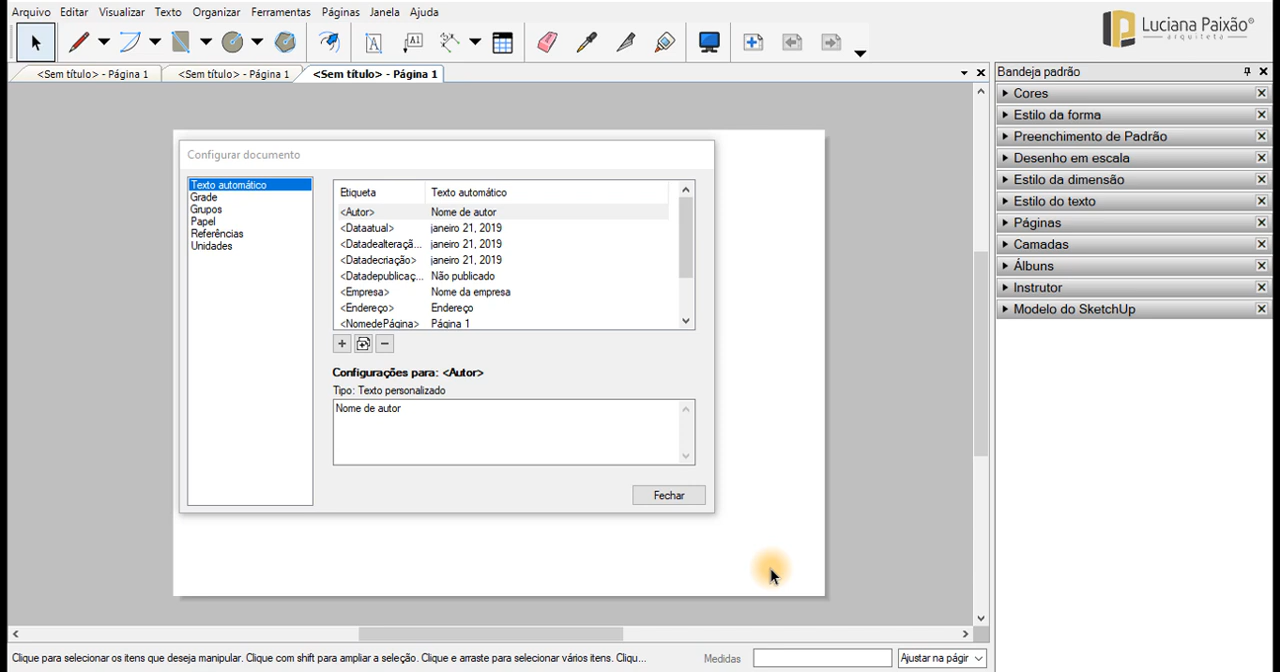 Arquivo Editar Visualizar Texto Organizar Ferramentas Páginas Janela Ajuda
Luciana Paixão®
arquiteta
A
A1
<Sem título> - Página 1
<Sem título> - Página 1
<Sem título> - Página 1
Bandeja padrão
Cores
Estilo da forma
Preenchimento de Padrão
Desenho em escala
Estilo da dimensão
Estilo do texto
Páginas
Camadas
Álbuns
Instrutor
Modelo do SketchUp
Configurar documento
Texto automático
Grade
Grupos
Papel
Referências
Unidades
Etiqueta Texto automático
<Autor> Nome de autor
<Dataatual> janeiro 21, 2019
<Datadealteraçã... janeiro 21, 2019
<Datadecriação> janeiro 21, 2019
<Datadepublicaç... Não publicado
<Empresa> Nome da empresa
<Endereço> Endereço
<NomedePágina> Página 1
Configurações para: <Autor>
Tipo: Texto personalizado
Nome de autor
Fechar
Clique para selecionar os itens que deseja manipular. Clique com shift para ampliar a seleção. Clique e arraste para selecionar vários itens. Cliqu...
Medidas
Ajustar na págir